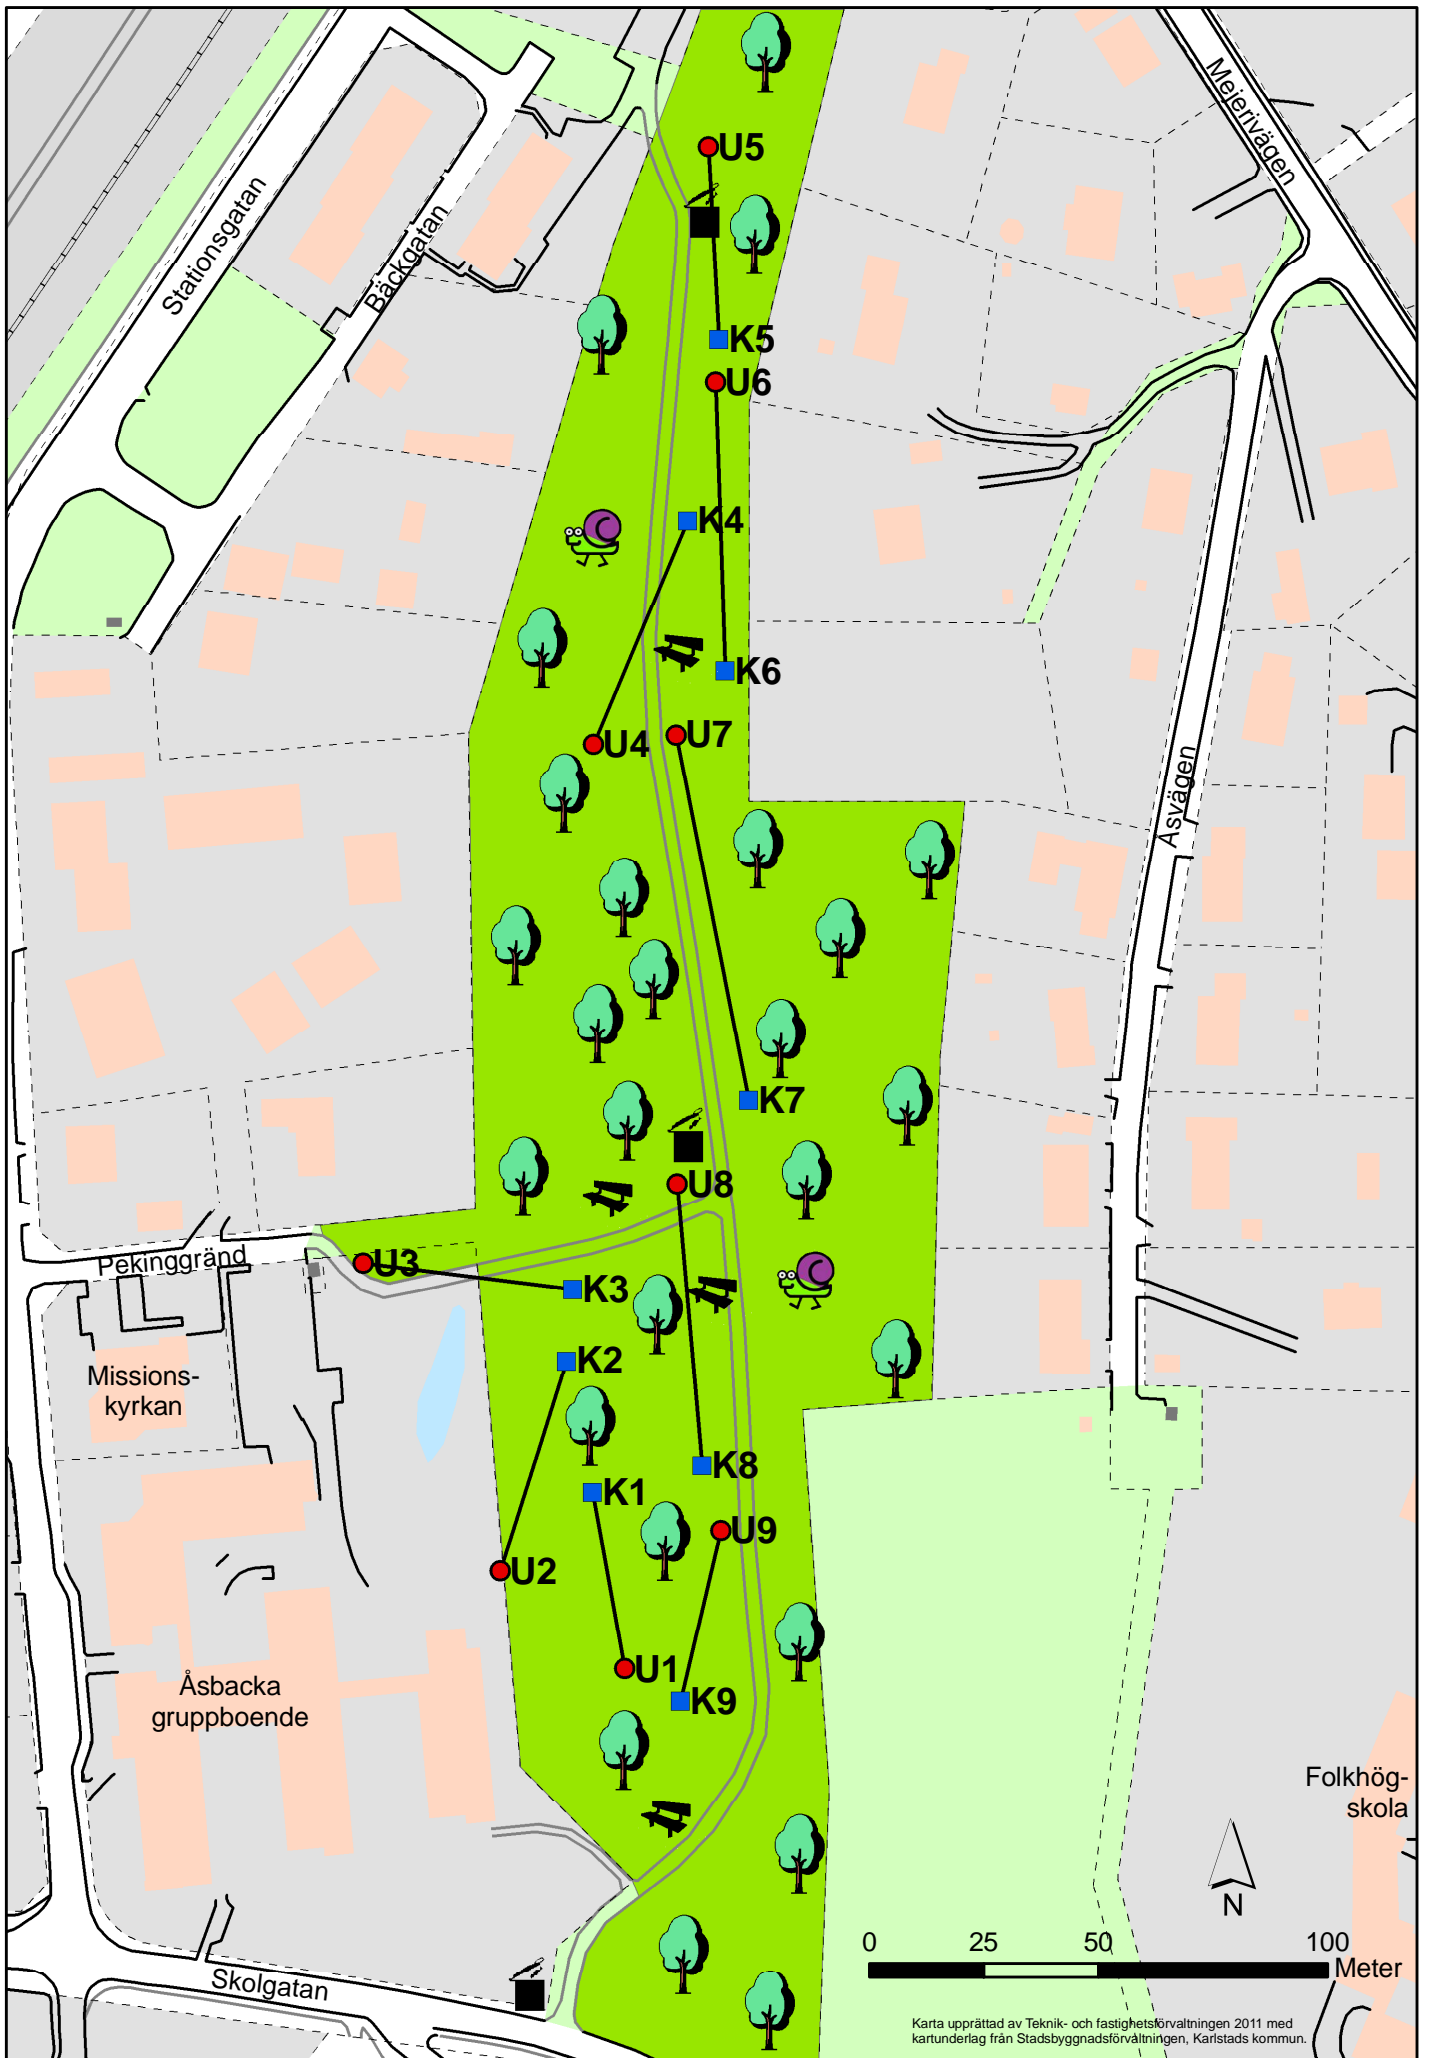 Mejerivägen
U5
Stationsgatan
Bäckgatan
K5
U6
K4
K6
U7
U4
Åsvägen
K7
U8
Pekinggränd
U3
K3
K2
Missions-
kyrkan
K8
K1
U9
U2
U1
Åsbacka
gruppboende
K9
Folkhög-
skola
N
0 25 50 100
Meter
Skolgatan
Karta upprättad av Teknik- och fastighetsförvaltningen 2011 med
kartunderlag från Stadsbyggnadsförvaltningen, Karlstads kommun.